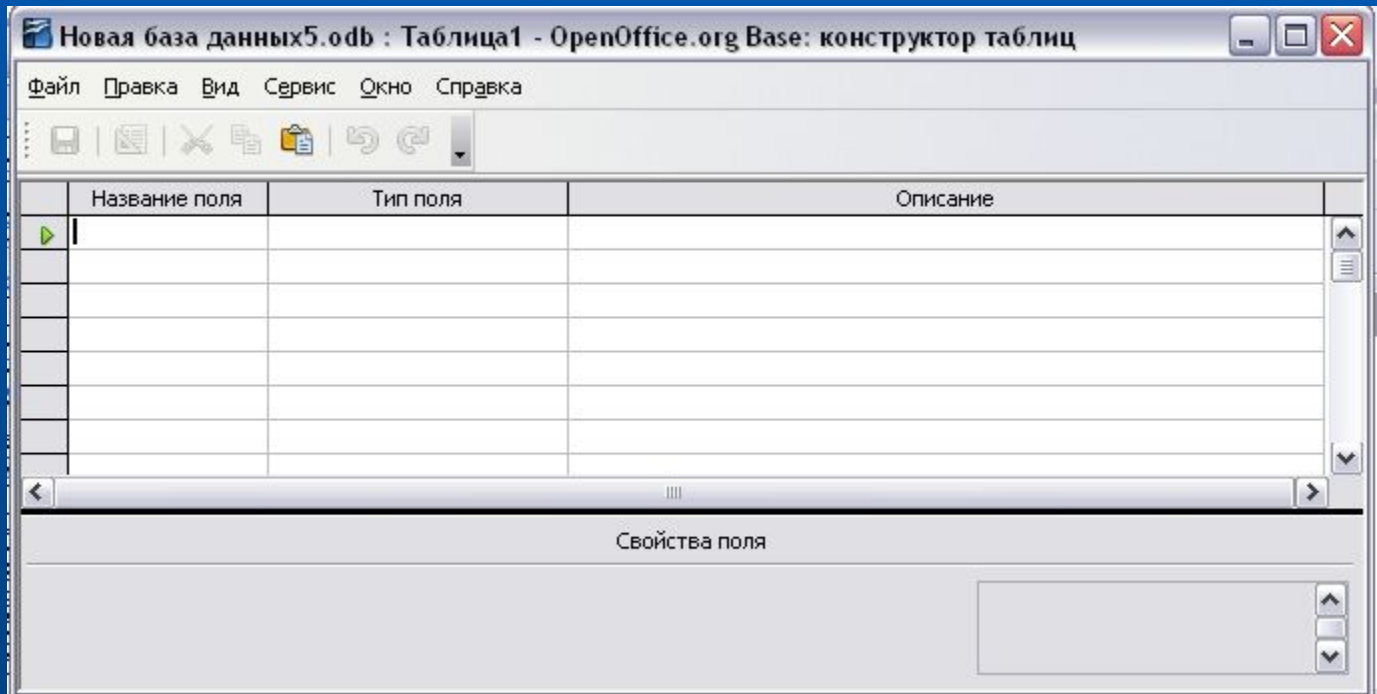 Новая база данных5.odb : Таблица1 - OpenOffice.org Base: конструктор таблиц
Файл Правка Вид Сервис Окно Справка
Название поля Тип поля Описание
Свойства поля